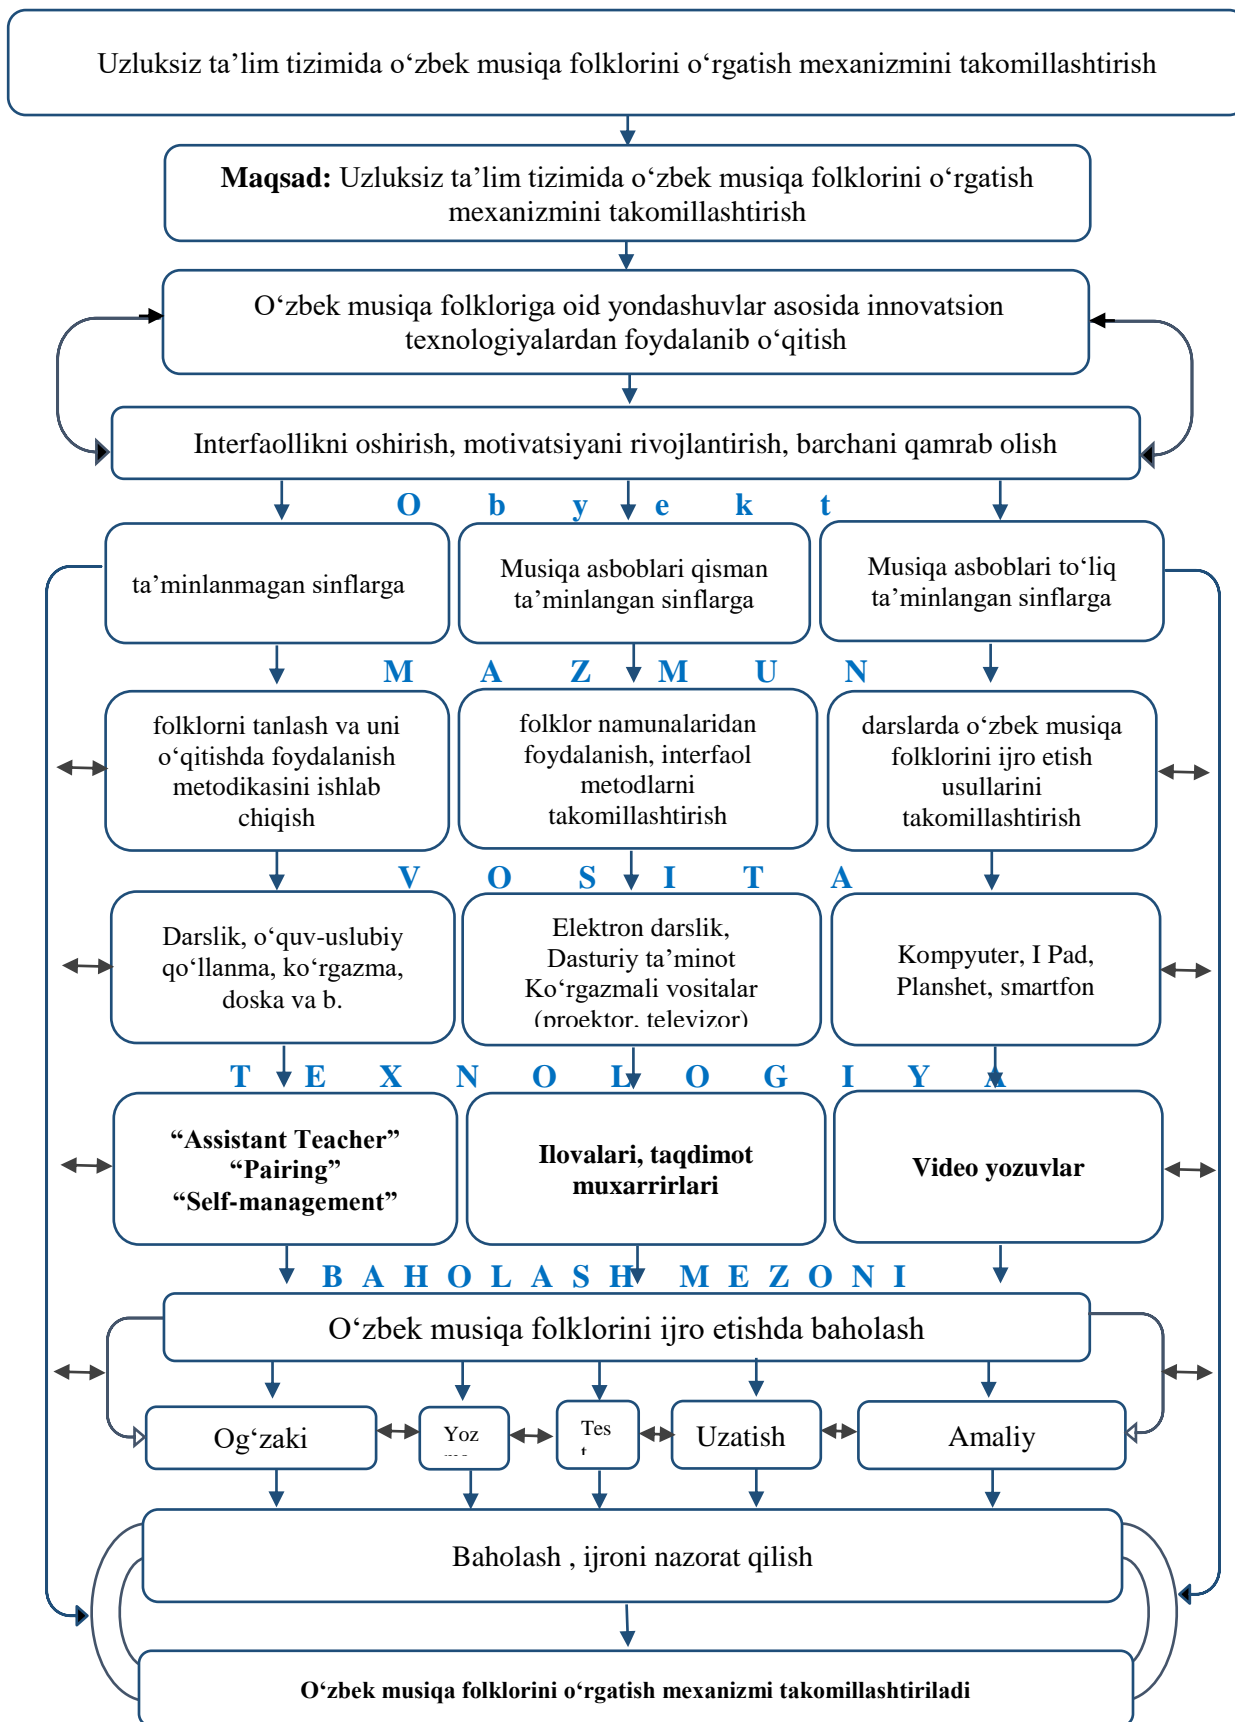 Uzluksiz ta’lim tizimida o‘zbek musiqa folklorini o‘rgatish mexanizmini takomillashtirish
Maqsad: Uzluksiz ta’lim tizimida o‘zbek musiqa folklorini o‘rgatish
mexanizmini takomillashtirish
O‘zbek musiqa folkloriga oid yondashuvlar asosida innovatsion
texnologiyalardan foydalanib o‘qitish
Interfaollikni oshirish, motivatsiyani rivojlantirish, barchani qamrab olish
O b y e k t
ta’minlanmagan sinflarga
Musiqa asboblari qisman
ta’minlangan sinflarga
Musiqa asboblari to‘liq
ta’minlangan sinflarga
M A Z M U N
folklorni tanlash va uni
o‘qitishda foydalanish
metodikasini ishlab
chiqish
folklor namunalaridan
foydalanish, interfaol
metodlarni
takomillashtirish
darslarda o‘zbek musiqa
folklorini ijro etish
usullarini
takomillashtirish
V O S I T A
Darslik, o‘quv-uslubiy
qo‘llanma, ko‘rgazma,
doska va b.
Elektron darslik,
Dasturiy ta’minot
Ko‘rgazmali vositalar
(proektor, televizor)
Kompyuter, I Pad,
Planshet, smartfon
T E X N O L O G I Y A
“Assistant Teacher”
“Pairing”
“Self-management”
Ilovalari, taqdimot
muxarrirlari
Video yozuvlar
B A H O L A S H M E Z O N I
O‘zbek musiqa folklorini ijro etishda baholash
Og‘zaki
Yoz
Tes
t
Uzatish
Amaliy
Baholash , ijroni nazorat qilish
O‘zbek musiqa folklorini o‘rgatish mexanizmi takomillashtiriladi